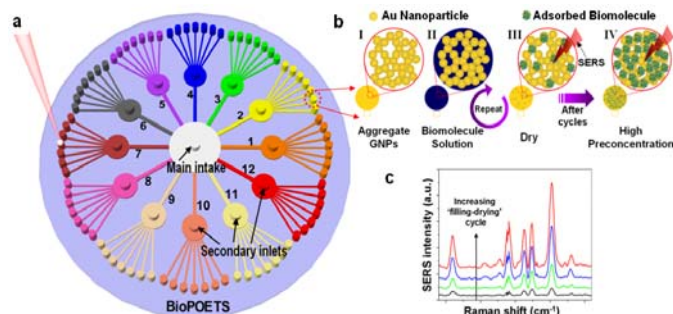 a
5
4
3
6
2
Main intake
1
7
12
8
11
9
10
Secondary inlets
BioPOETS
b
Au Nanoparticle
Adsorbed Biomolecule
I
II
III
IV
SERS
Repeat
After
cycles
Aggregate
GNPs
Biomolecule
Solution
Dry
High
Preconcentration
c
SERS intensity (a.u.)
Increasing
'filling-drying'
cycle
Raman shift (cm-1)